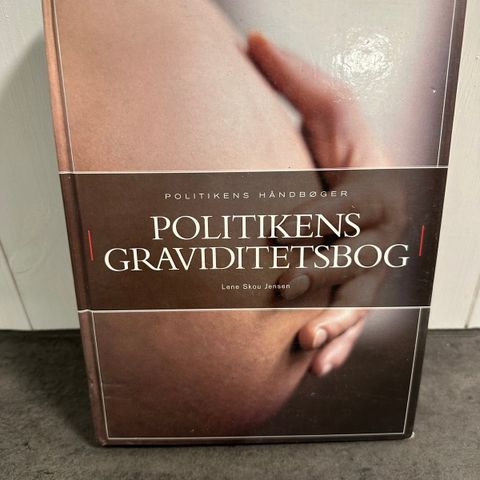 POLITIKENS HÅNDBØGER
POLITIKENS
GRAVIDITETSBOG
Lene Skou Jensen